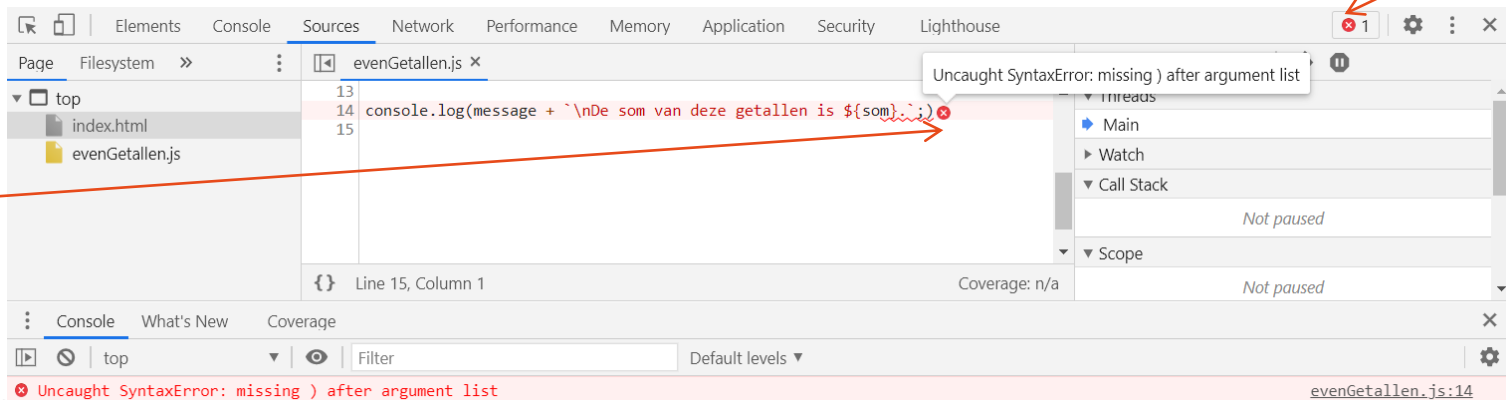 Elements Console Sources Network Performance Memory Application Security Lighthouse 1
Page Filesystem evenGetallen.js
Uncaught SyntaxError: missing ) after argument list
top
index.html
evenGetallen.js
13
14 console.log(message + `\nDe som van deze getallen is ${som}.`;)
15
Threads
Main
Watch
Call Stack
Not paused
Scope
Not paused
{} Line 15, Column 1 Coverage: n/a
Console What's New Coverage
top Filter Default levels
Uncaught SyntaxError: missing ) after argument list evenGetallen.js:14